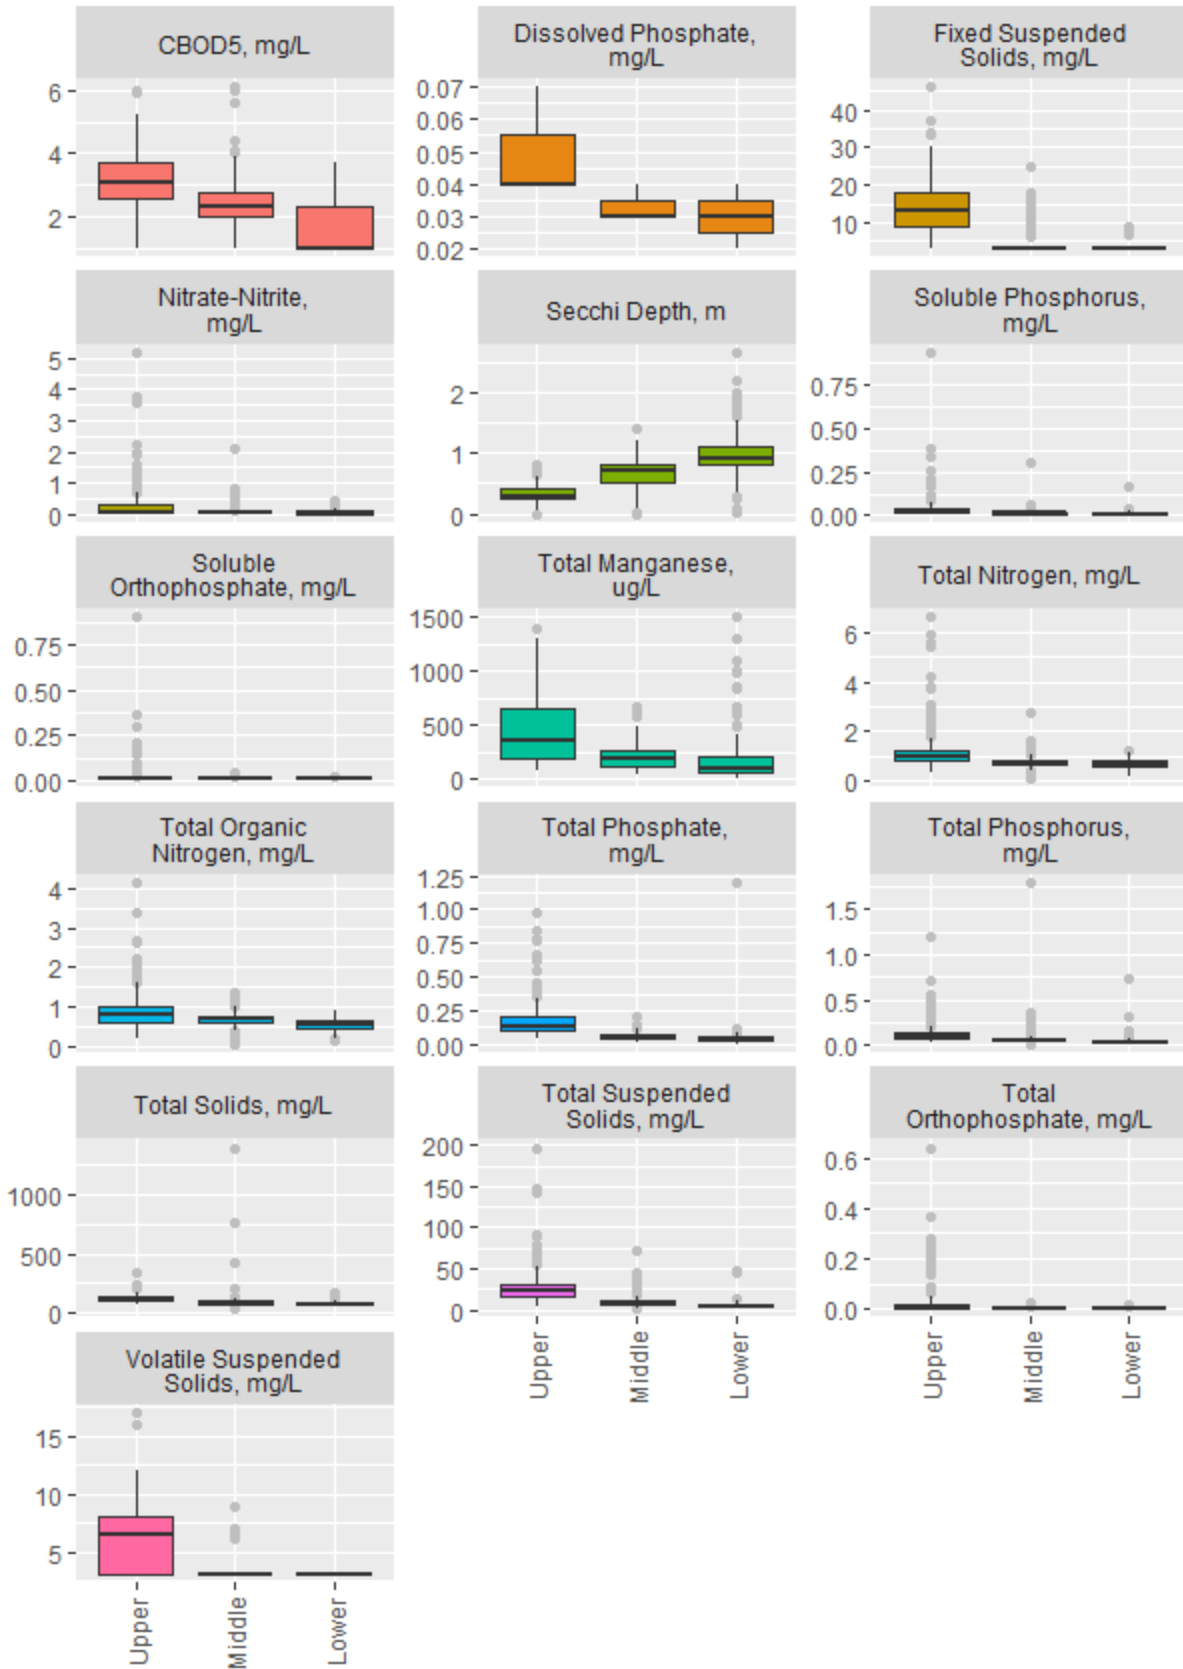 CBOD5, mg/L
Dissolved Phosphate,
mg/L
Fixed Suspended
Solids, mg/L
6
4
2
0.07
0.06
0.05
0.04
0.03
0.02
40
30
20
10
Nitrate-Nitrite,
mg/L
Secchi Depth, m
Soluble Phosphorus,
mg/L
5
4
3
2
1
0
2
1
0
0.75
0.50
0.25
0.00
Soluble
Orthophosphate, mg/L
Total Manganese,
ug/L
Total Nitrogen, mg/L
0.75
0.50
0.25
0.00
1500
1000
500
0
6
4
2
0
Total Organic
Nitrogen, mg/L
Total Phosphate,
mg/L
Total Phosphorus,
mg/L
4
3
2
1
0
1.25
1.00
0.75
0.50
0.25
0.00
1.5
1.0
0.5
0.0
Total Solids, mg/L
Total Suspended
Solids, mg/L
Total
Orthophosphate, mg/L
1000
500
0
200
150
100
50
0
0.6
0.4
0.2
0.0
Upper
Middle
Lower
Upper
Middle
Lower
Volatile Suspended
Solids, mg/L
15
10
5
Upper
Middle
Lower